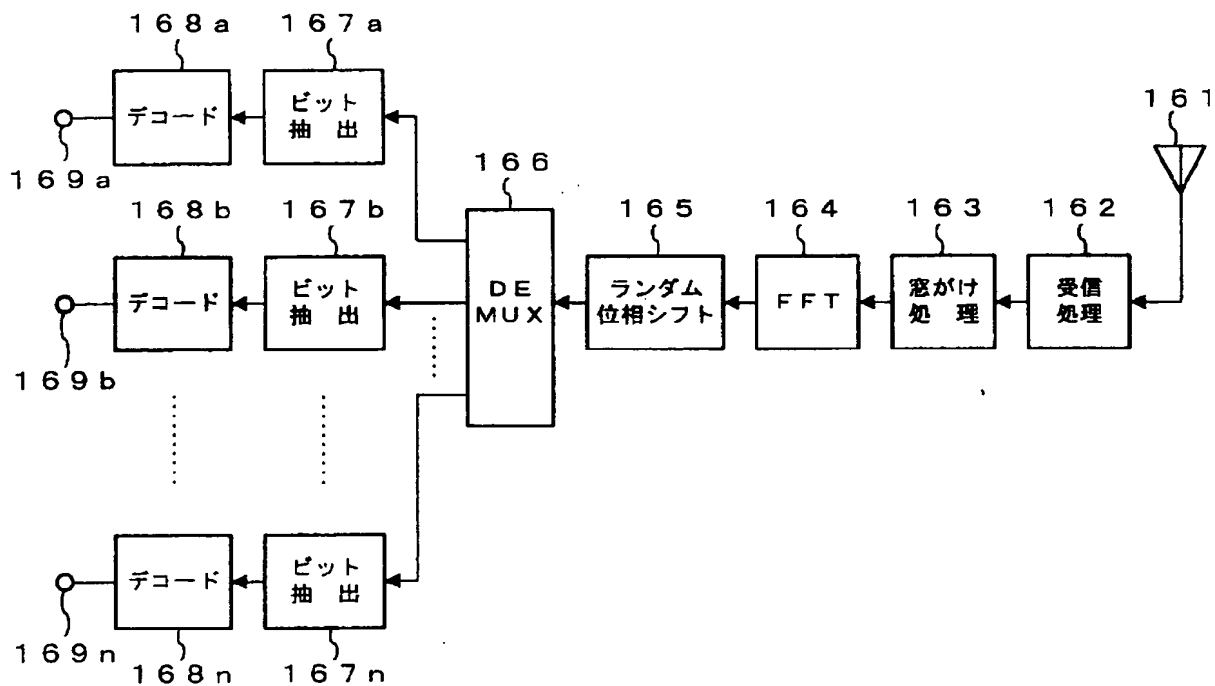 168a
167a
161
デコード
ビット
抽出
169a
166
168b
167b
165
164
163
162
デコード
ビット
抽出
DE
MUX
ランダム
位相シフト
FFT
窓がけ
処理
受信
処理
169b
デコード
ビット
抽出
169n
168n
167n